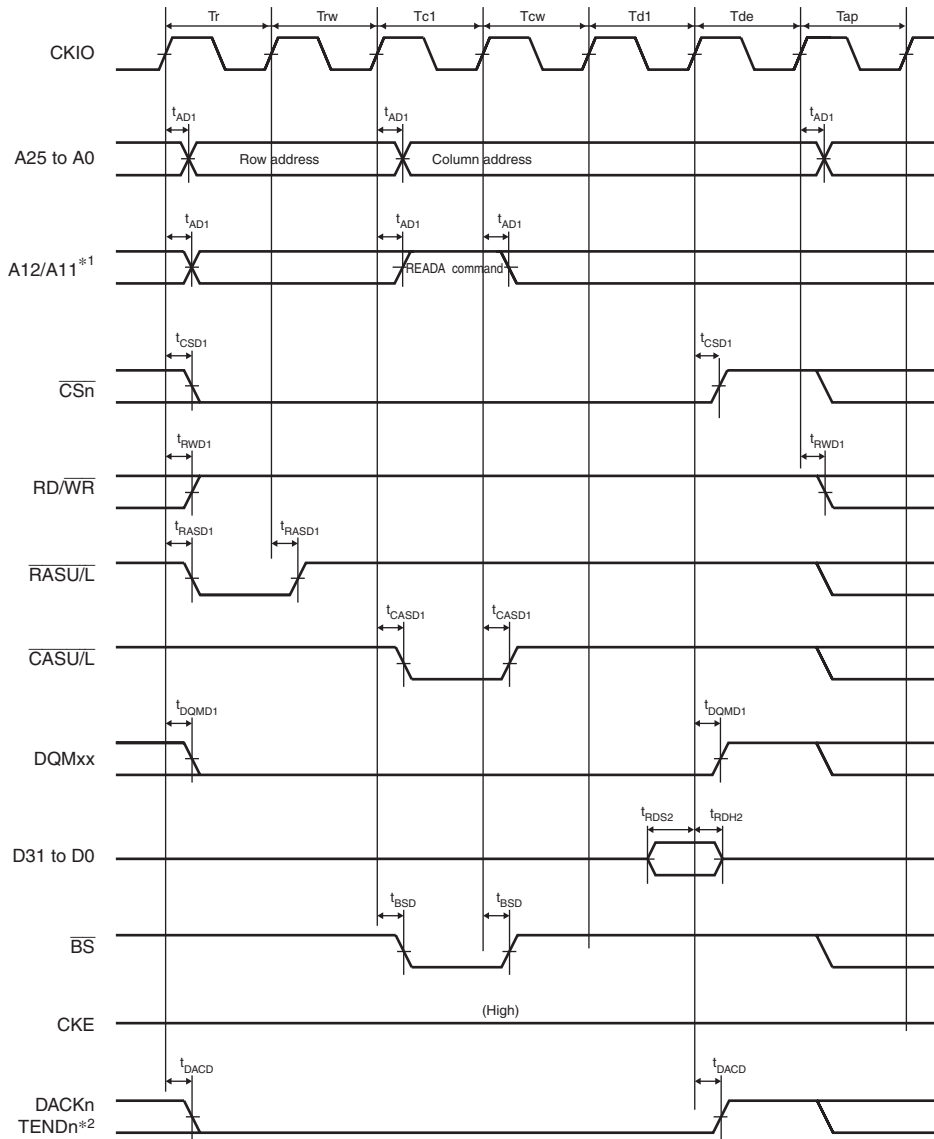 Tr Trw Tc1 Tcw Td1 Tde Tap
CKIO
tAD1 tAD1 tAD1
A25 to A0 Row address Column address
tAD1 tAD1 tAD1
A12/A11*1 READA command
tCSD1 tCSD1
CSn
tRWD1 tRWD1
RD/WR
tRASD1 tRASD1
RASU/L
tCASD1 tCASD1
CASU/L
tDQMD1 tDQMD1
DQMxx
tRDS2 tRDH2
D31 to D0
tBSD tBSD
BS
(High)
CKE
tDACD tDACD
DACKn
TENDn*2